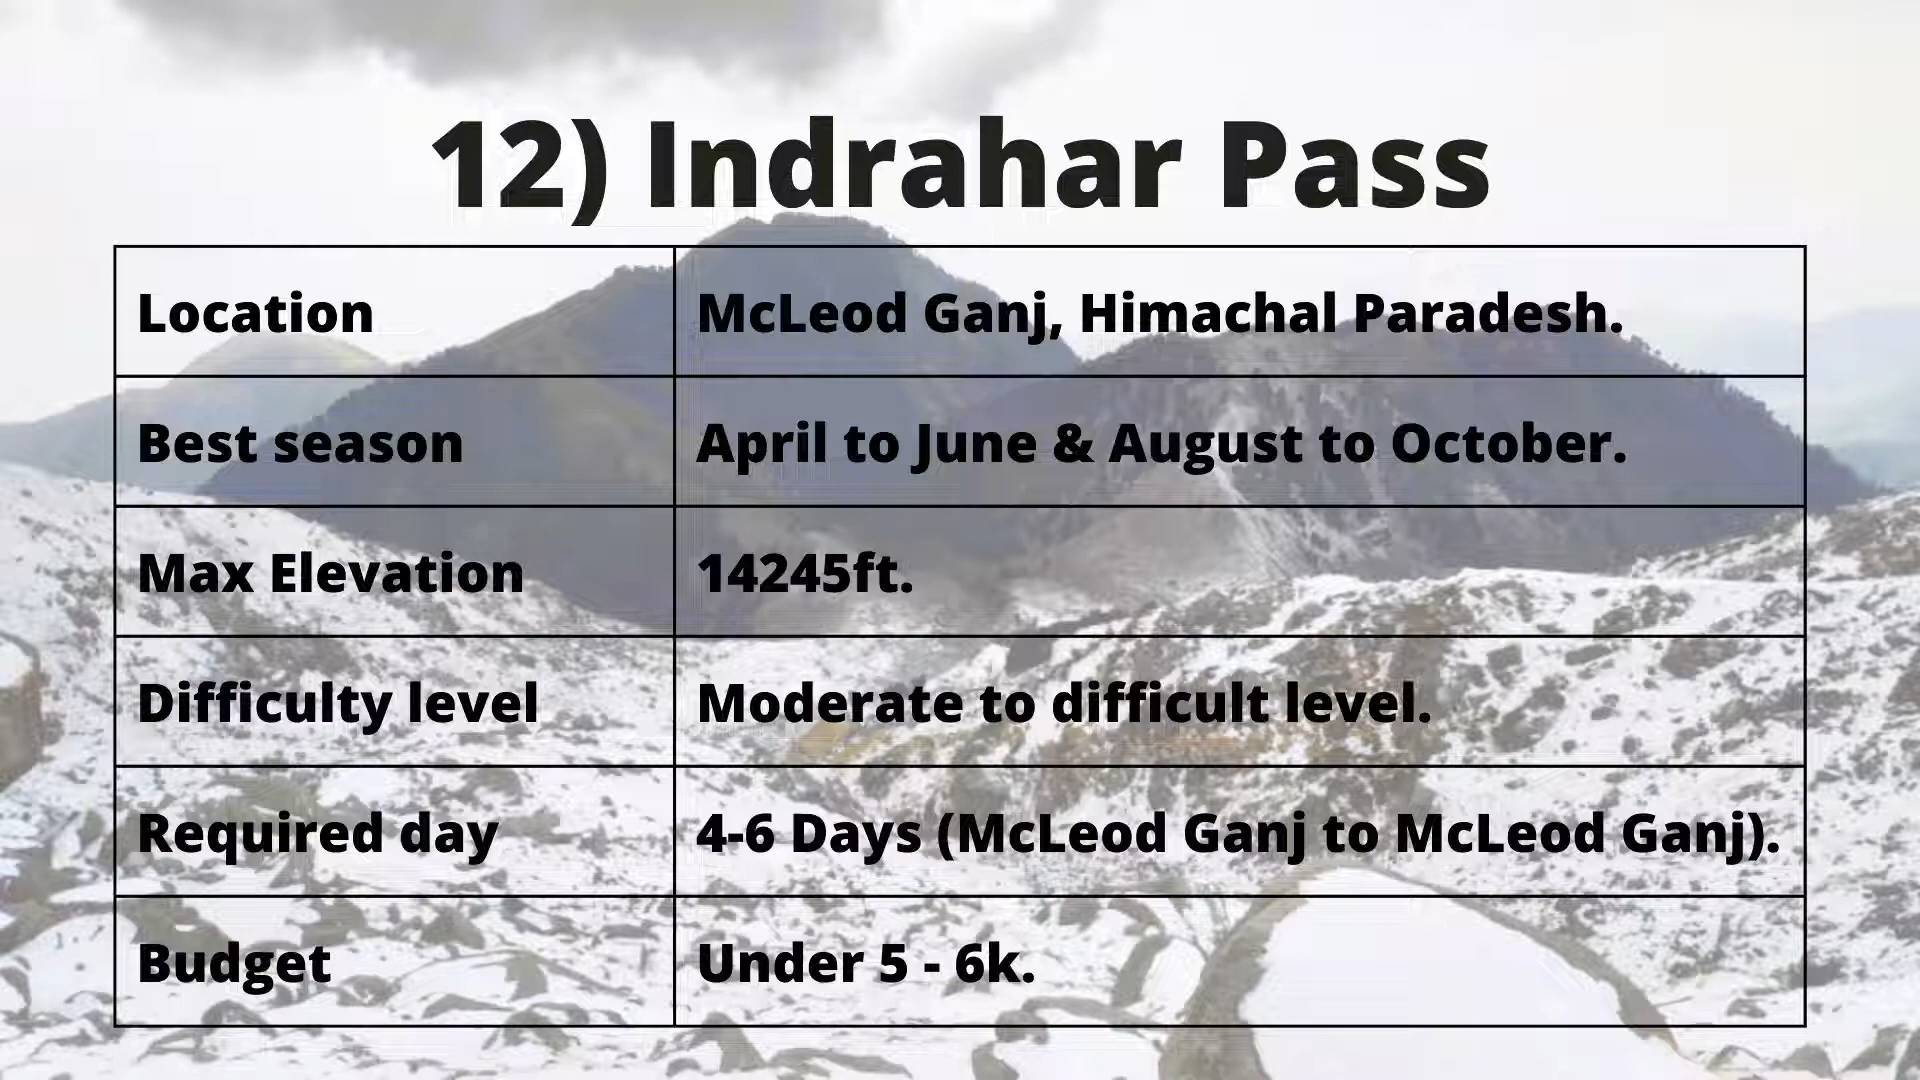 12) Indrahar Pass
Location
McLeod Ganj, Himachal Paradesh.
Best season
April to June & August to October.
Max Elevation
14245ft.
Difficulty level
Moderate to difficult level.
Required day
4-6 Days (McLeod Ganj to McLeod Ganj).
Budget
Under 5 - 6k.